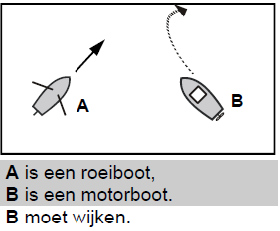 A
B
A is een roeiboot,
B is een motorboot.
B moet wijken.